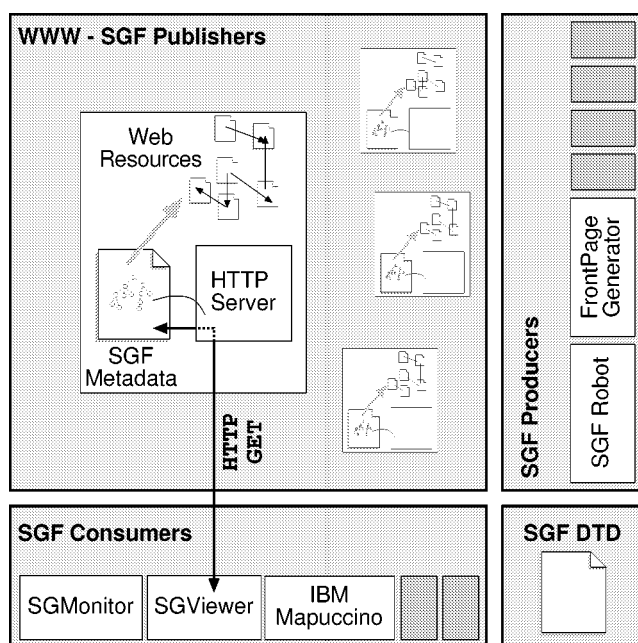 WWW - SGF Publishers
Web
Resources
HTTP
Server
SGF
Metadata
HTTP
GET
SGF Producers
FrontPage
Generator
SGF Robot
SGF Consumers
SGMonitor
SGViewer
IBM
Mapuccino
SGF DTD